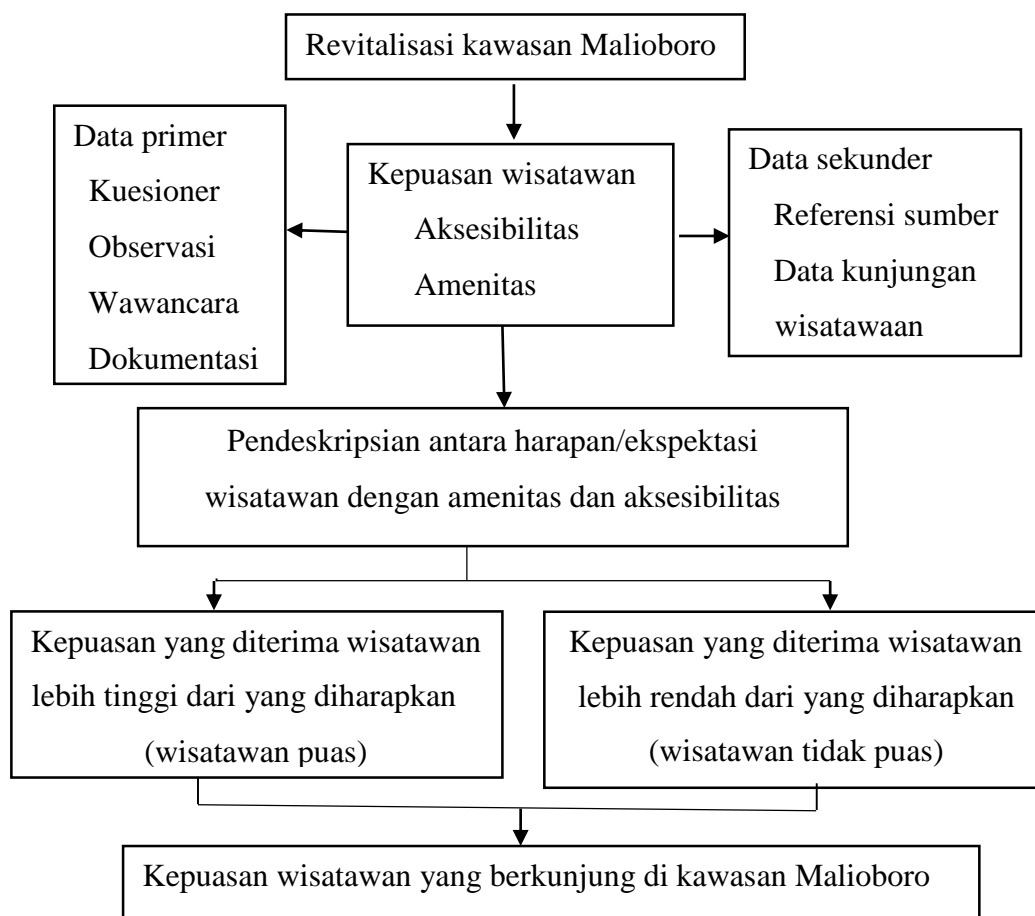 Revitalisasi kawasan Malioboro
Data primer
Kuesioner
Observasi
Wawancara
Dokumentasi
Kepuasan wisatawan
Aksesibilitas
Amenitas
Data sekunder
Referensi sumber
Data kunjungan
wisatawaan
Pendeskripsian antara harapan/ekspektasi
wisatawan dengan amenitas dan aksesibilitas
Kepuasan yang diterima wisatawan
lebih tinggi dari yang diharapkan
(wisatawan puas)
Kepuasan yang diterima wisatawan
lebih rendah dari yang diharapkan
(wisatawan tidak puas)
Kepuasan wisatawan yang berkunjung di kawasan Malioboro